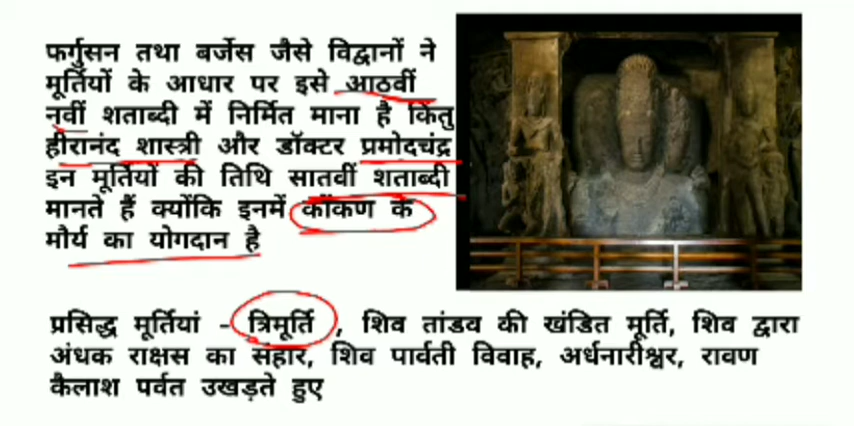 फर्गुसन तथा बर्जेस जैसे विद्वानों ने
मूर्तियों के आधार पर इसे आठवीं
नवीं शताब्दी में निर्मित माना है किंतु
हीरानंद शास्त्री और डॉक्टर प्रमोदचंद्र
इन मूर्तियों की तिथि सातवीं शताब्दी
मानते हैं क्योंकि इनमें कोंकण के
मौर्य का योगदान है
प्रसिद्ध मूर्तियां - त्रिमूर्ति , शिव तांडव की खंडित मूर्ति, शिव द्वारा
अंधक राक्षस का संहार, शिव पार्वती विवाह, अर्धनारीश्वर, रावण
कैलाश पर्वत उखड़ते हुए